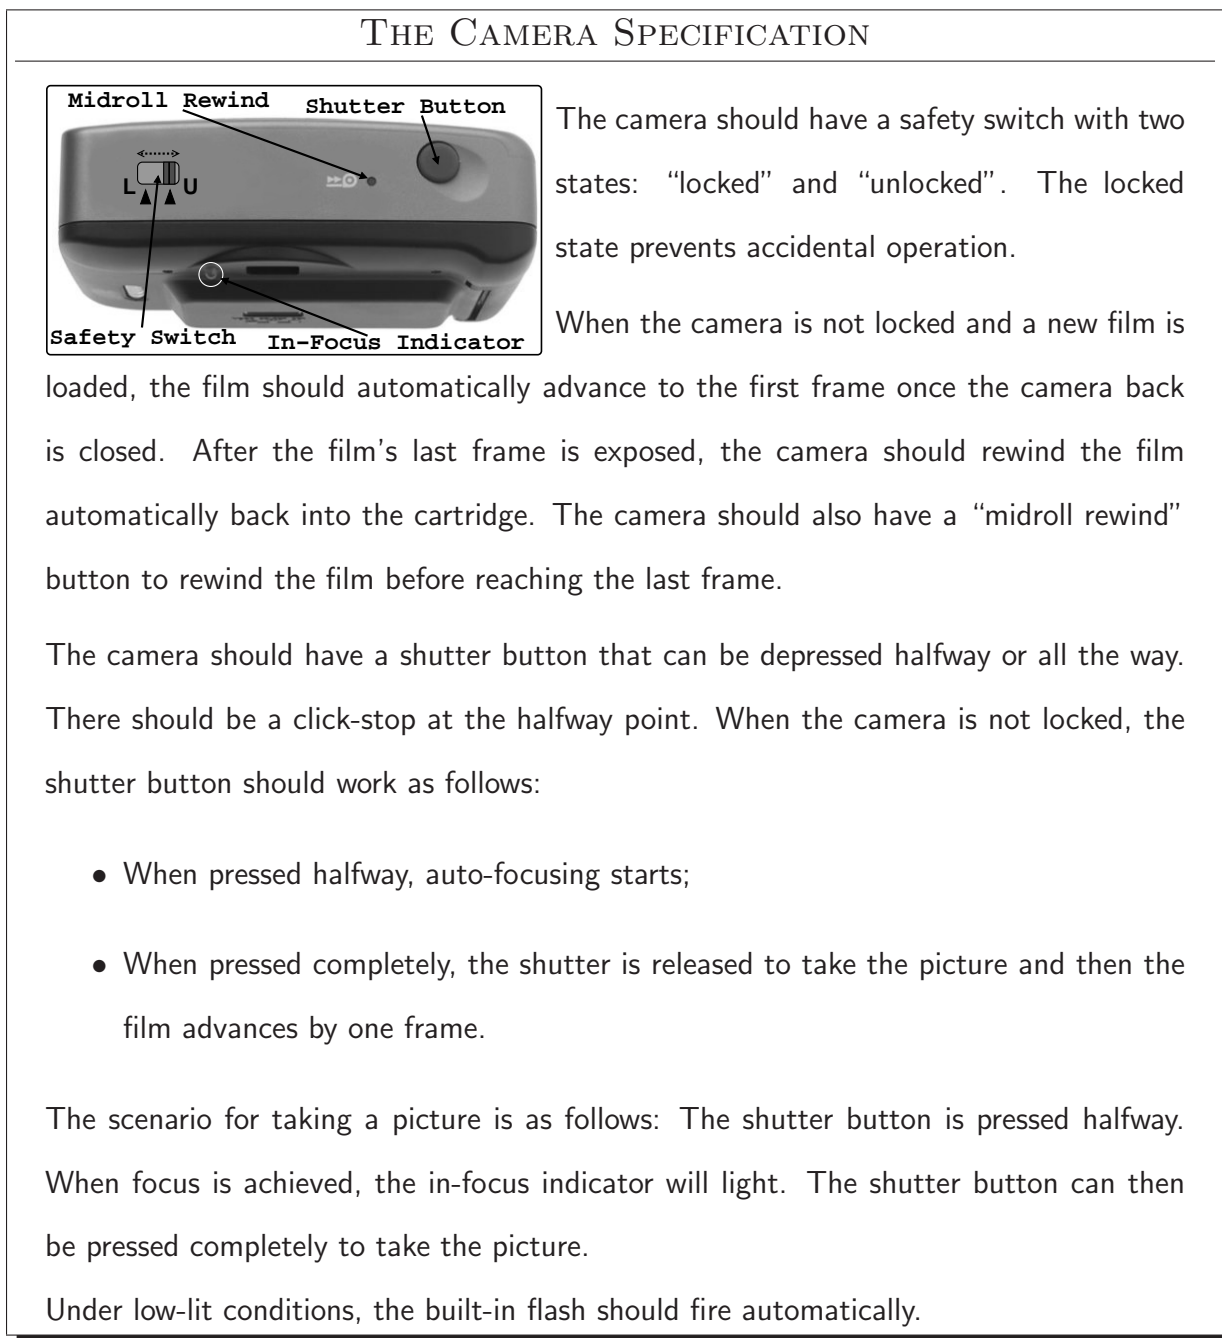 THE CAMERA SPECIFICATION
Midroll Rewind
Shutter Button
L
U
Safety Switch
In-Focus Indicator
The camera should have a safety switch with two
states: “locked” and “unlocked”. The locked
state prevents accidental operation.
When the camera is not locked and a new film is
loaded, the film should automatically advance to the first frame once the camera back
is closed. After the film’s last frame is exposed, the camera should rewind the film
automatically back into the cartridge. The camera should also have a “midroll rewind”
button to rewind the film before reaching the last frame.
The camera should have a shutter button that can be depressed halfway or all the way.
There should be a click-stop at the halfway point. When the camera is not locked, the
shutter button should work as follows:
• When pressed halfway, auto-focusing starts;
• When pressed completely, the shutter is released to take the picture and then the
film advances by one frame.
The scenario for taking a picture is as follows: The shutter button is pressed halfway.
When focus is achieved, the in-focus indicator will light. The shutter button can then
be pressed completely to take the picture.
Under low-lit conditions, the built-in flash should fire automatically.